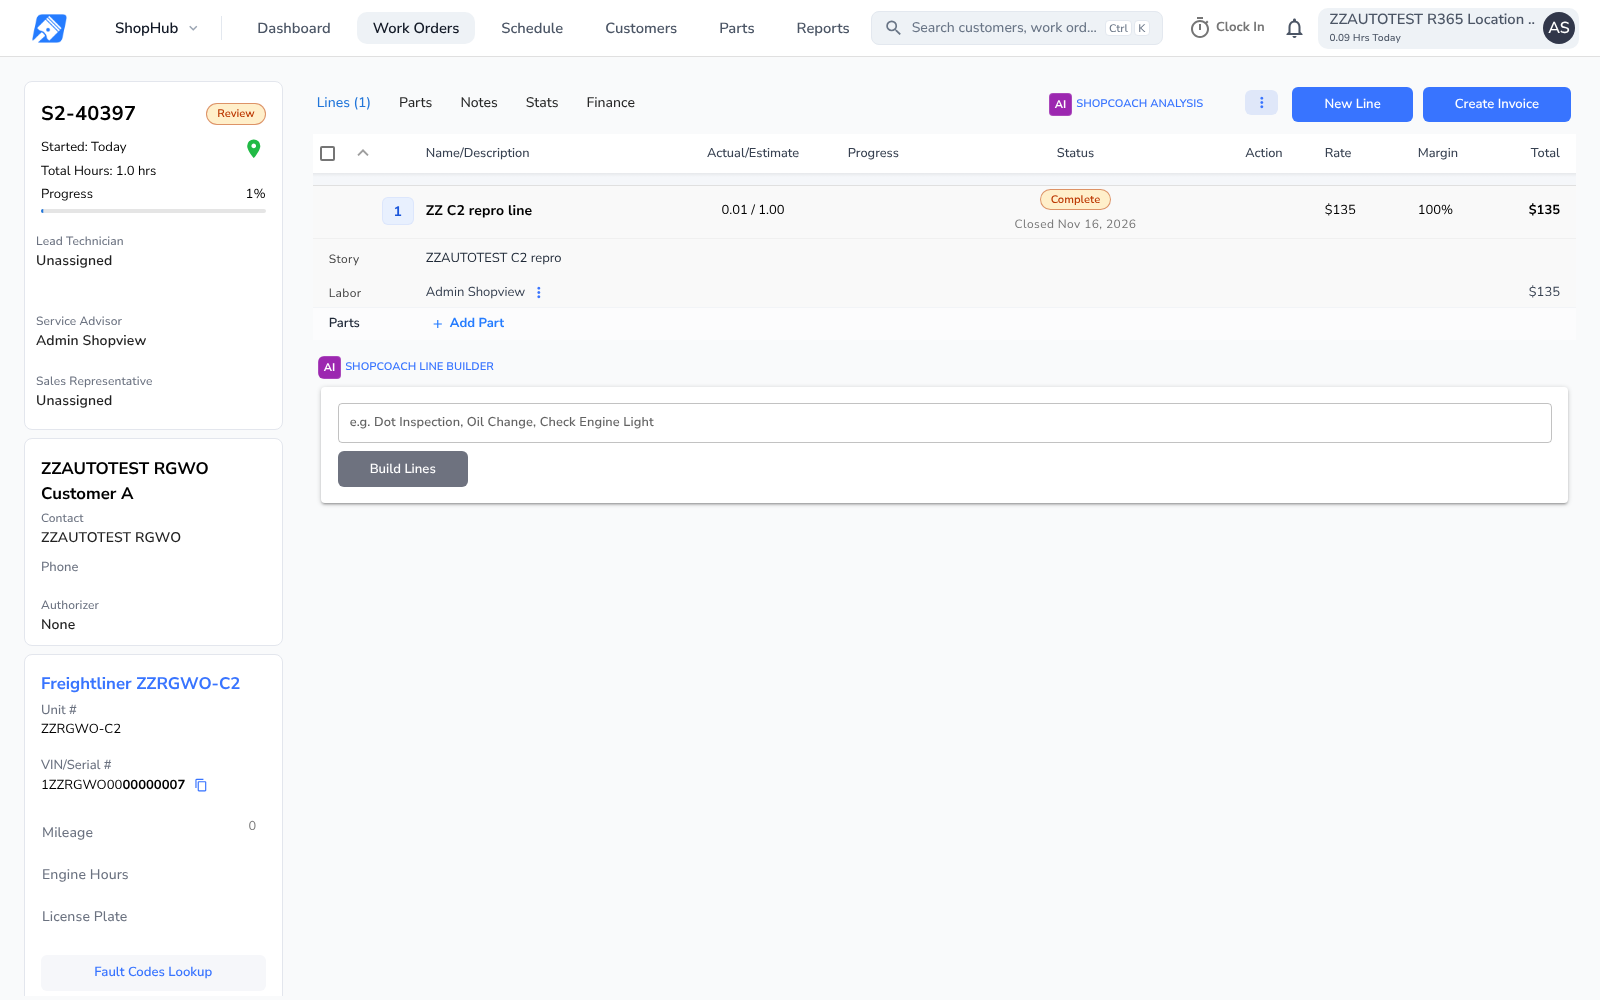 ShopHub
Dashboard
Work Orders
Schedule
Customers
Parts
Reports
Search customers, work ord... Ctrl K
Clock In
ZZAUTOTEST R365 Location ..
0.09 Hrs Today
AS
S2-40397
Review
Started: Today
Total Hours: 1.0 hrs
Progress 1%
Lead Technician
Unassigned
Service Advisor
Admin Shopview
Sales Representative
Unassigned
ZZAUTOTEST RGWO
Customer A
Contact
ZZAUTOTEST RGWO
Phone
Authorizer
None
Freightliner ZZRGWO-C2
Unit #
ZZRGWO-C2
VIN/Serial #
1ZZRGWO0000000007
Mileage 0
Engine Hours
License Plate
Fault Codes Lookup
Lines (1) Parts Notes Stats Finance
AI SHOPCOACH ANALYSIS
New Line
Create Invoice
Name/Description Actual/Estimate Progress Status Action Rate Margin Total
1 ZZ C2 repro line 0.01 / 1.00 Complete $135 100% $135
Closed Nov 16, 2026
Story ZZAUTOTEST C2 repro
Labor Admin Shopview $135
Parts + Add Part
AI SHOPCOACH LINE BUILDER
e.g. Dot Inspection, Oil Change, Check Engine Light
Build Lines